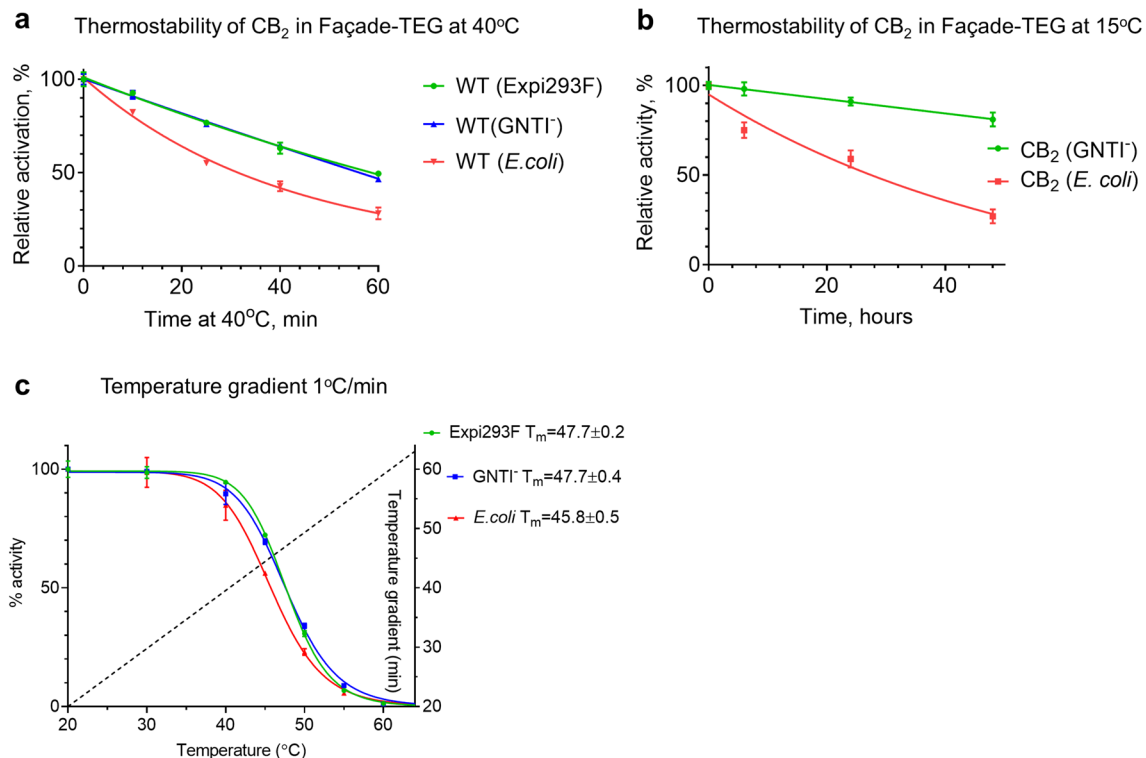 a Thermostability of CB₂ in Façade-TEG at 40ºC
Relative activation, %
100
50
0
0 20 40 60
Time at 40ºC, min
WT (Expi293F)
WT(GNTI⁻)
WT (E.coli)
b Thermostability of CB₂ in Façade-TEG at 15ºC
Relative activity, %
100
50
0
0 20 40
Time, hours
CB₂ (GNTI⁻)
CB₂ (E. coli)
c Temperature gradient 1ºC/min
% activity
100
50
0
20 30 40 50 60
Temperature (°C)
60
50
40
30
20
Temperature gradient (min)
Expi293F Tₘ=47.7±0.2
GNTI⁻ Tₘ=47.7±0.4
E.coli Tₘ=45.8±0.5